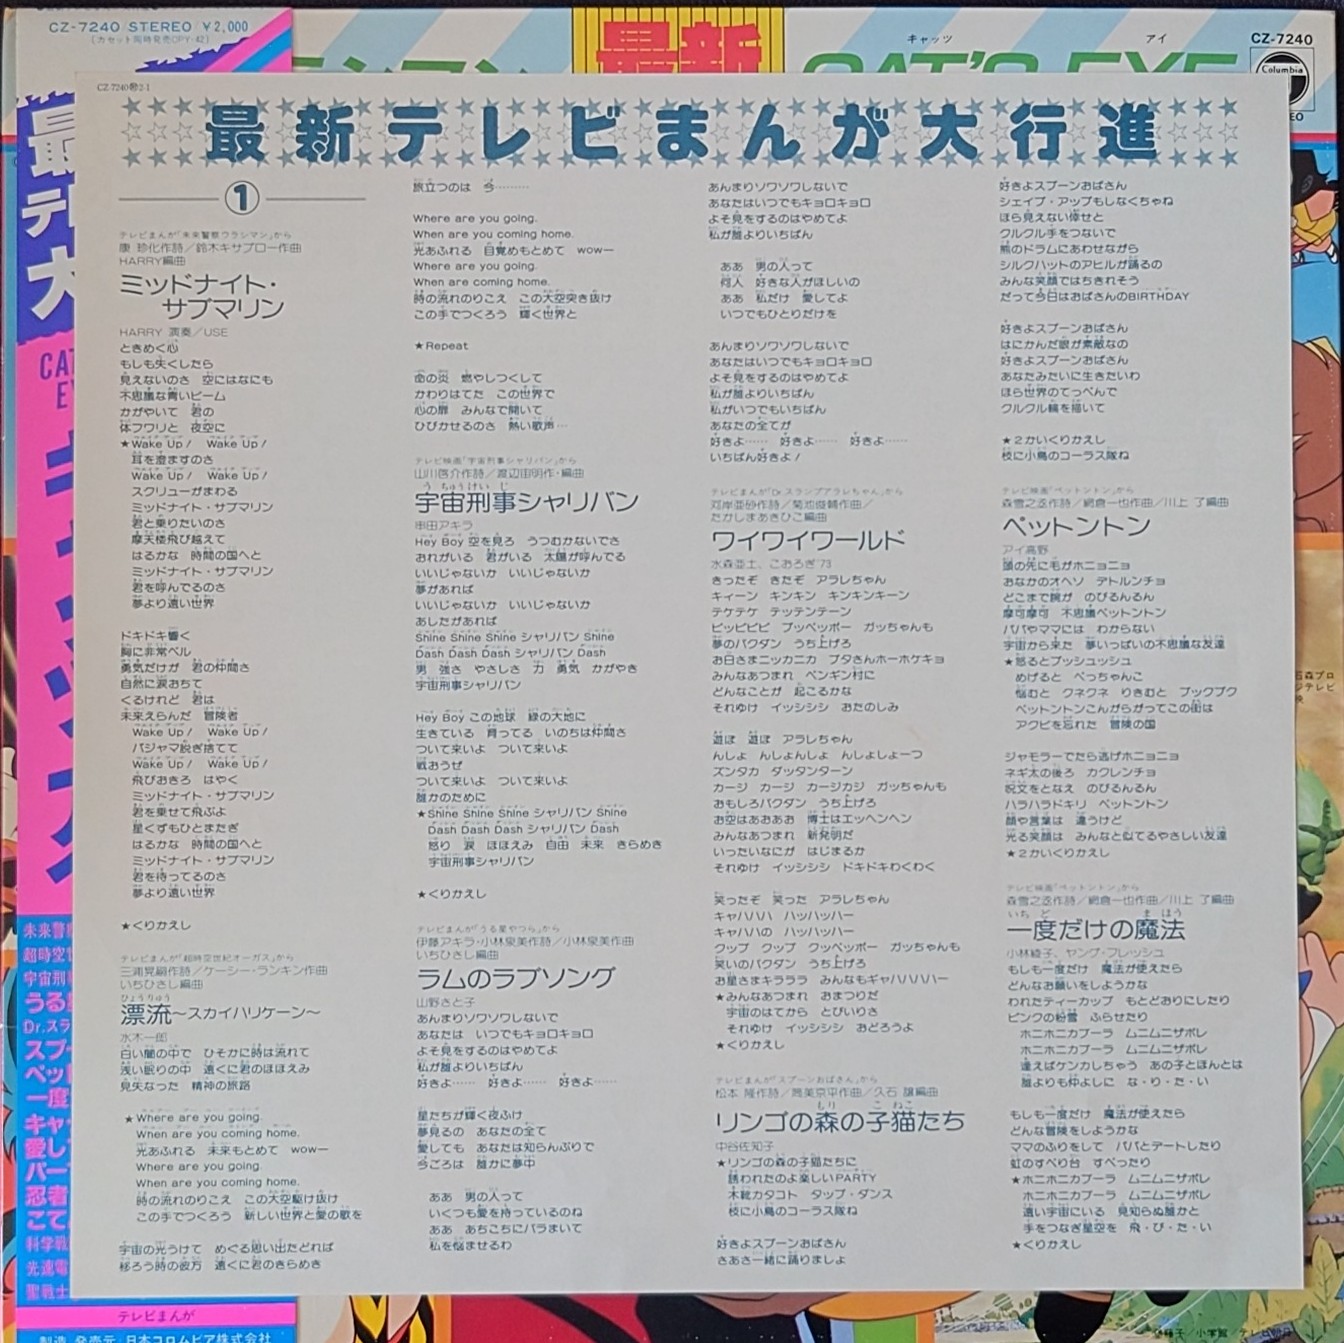 CZ-7240 STEREO ¥2,000
最新
キャッツ アイ
CAT'S EYE
CZ-7240
Columbia
最新テレビまんが大行進
①
テレビまんが「未来警察ウラシマン」から
康 珍化作詩／鈴木キサブロー作曲
HARRY編曲
ミッドナイト・
サブマリン
HARRY 演奏／USE
ときめく心
もしも失くしたら
見えないのさ 空にはなにも
不思議な青いビーム
かがやいて 君の
体フワリと 夜空に
★Wake Up! Wake Up!
耳を澄ますのさ
Wake Up! Wake Up!
スクリューがまわる
ミッドナイト・サブマリン
君と乗りたいのさ
摩天楼飛び越えて
はるかな 時間の国へと
ミッドナイト・サブマリン
君を呼んでるのさ
夢より遠い世界
ドキドキ響く
胸に非常ベル
勇気だけが 君の仲間さ
自然に涙おちて
くるけれど 君は
未来えらんだ 冒険者
Wake Up! Wake Up!
パジャマ脱ぎ捨てて
Wake Up! Wake Up!
飛びおきろ はやく
ミッドナイト・サブマリン
君を乗せて飛ぶよ
星くずもひとまたぎ
はるかな 時間の国へと
ミッドナイト・サブマリン
君を待ってるのさ
夢より遠い世界
★くりかえし
テレビまんが「超時空世紀オーガス」から
三浦晃嗣作詩／ケーシー・ランキン作曲
いちひさし編曲
漂流～スカイハリケーン～
水木一郎
白い闇の中で ひそかに時は流れて
浅い眠りの中 遠くに君のほほえみ
見失なった 精神の旅路
★Where are you going.
When are you coming home.
光あふれる 未来もとめて wow—
Where are you going.
When are you coming home.
時の流れのりこえ この大空駆け抜け
この手でつくろう 新しい世界と愛の歌を
宇宙の光うけて めぐる思い出たどれば
移ろう時の彼方 遠くに君のきらめき
旅立つのは 今………
Where are you going.
When are you coming home.
光あふれる 目覚めもとめて wow—
Where are you going.
When are coming home.
時の流れのりこえ この大空突き抜け
この手でつくろう 輝く世界と
★Repeat
命の炎 燃やしつくして
かわりはてた この世界で
心の扉 みんなで開いて
ひびかせるのさ 熱い歌声…
テレビ映画「宇宙刑事シャリバン」から
山川啓介作詩／渡辺宙明作・編曲
宇宙刑事シャリバン
串田アキラ
Hey Boy 空を見ろ うつむかないでさ
おれがいる 君がいる 太陽が呼んでる
いいじゃないか いいじゃないか
夢があれば
いいじゃないか いいじゃないか
あしたがあれば
Shine Shine Shine シャリバン Shine
Dash Dash Dash シャリバン Dash
男 強さ やさしさ 力 勇気 かがやき
宇宙刑事シャリバン
Hey Boy この地球 緑の大地に
生きている 育ってる いのちは仲間さ
ついて来いよ ついて来いよ
戦おうぜ
ついて来いよ ついて来いよ
誰かのために
★Shine Shine Shine シャリバン Shine
Dash Dash Dash シャリバン Dash
怒り 涙 ほほえみ 自由 未来 きらめき
宇宙刑事シャリバン
★くりかえし
テレビまんが「うる星やつら」から
伊藤アキラ・小林泉美作詩／小林泉美作曲
いちひさし編曲
ラムのラブソング
山野さと子
あんまりソワソワしないで
あなたは いつでもキョロキョロ
よそ見をするのはやめてよ
私が誰よりいちばん
好きよ…… 好きよ…… 好きよ……
星たちが輝く夜ふけ
夢見るの あなたの全て
愛しても あなたは知らんぷりで
今ごろは 誰かに夢中
ああ 男の人って
いくつも愛を持っているのね
ああ あちこちにバラまいて
私を悩ませるわ
あんまりソワソワしないで
あなたはいつでもキョロキョロ
よそ見をするのはやめてよ
私が誰よりいちばん
ああ 男の人って
何人 好きな人がほしいの
ああ 私だけ 愛してよ
いつでもひとりだけを
あんまりソワソワしないで
あなたはいつでもキョロキョロ
よそ見をするのはやめてよ
私が誰よりいちばん
私がいつでもいちばん
あなたの全てが
好きよ…… 好きよ…… 好きよ……
いちばん好きよ!
テレビまんが「Dr.スランプアラレちゃん」から
河岸亜砂作詩／菊池俊輔作曲／
たかしまあきひこ編曲
ワイワイワールド
水森亜土、こおろぎ'73
きったぞ きたぞ アラレちゃん
キィーン キンキン キンキンキーン
テケテケ テッテンテーン
ピッピピピ プッペッポー ガッちゃんも
夢のバクダン うち上げろ
お日さまニッカニカ ブタさんホーホケキョ
みんなあつまれ ペンギン村に
どんなことが 起こるかな
それゆけ イッシシシ おたのしみ
遊ぼ 遊ぼ アラレちゃん
んしょ んしょんしょ んしょしょーつ
ズンタカ ダッタンターン
カージ カージ カージカジ ガッちゃんも
おもしろバクダン うち上げろ
お空はあおあお 博士はエッヘンヘン
みんなあつまれ 新発明だ
いったいなにが はじまるか
それゆけ イッシシシ ドキドキわくわく
笑ったぞ 笑った アラレちゃん
キャハハハ ハッハッハー
キャハハの ハッハッハー
クップ クップ クッペッポー ガッちゃんも
笑いのバクダン うち上げろ
お星さまキラララ みんなもギャハハハハー
★みんなあつまれ おまつりだ
宇宙のはてから とびいりさ
それゆけ イッシシシ おどろうよ
★くりかえし
テレビまんが「スプーンおばさん」から
松本 隆作詩／筒美京平作曲／久石 譲編曲
リンゴの森の子猫たち
中谷佐知子
★リンゴの森の子猫たちに
誘われたのよ楽しいPARTY
木靴カタコト タップ・ダンス
枝に小鳥のコーラス隊ね
好きよスプーンおばさん
さあさ一緒に踊りましょ
好きよスプーンおばさん
シェイプ・アップもしなくちゃね
ほら見えない倖せと
クルクル手をつないで
熊のドラムにあわせながら
シルクハットのアヒルが踊るの
みんな笑顔ではちきれそう
だって今日はおばさんのBIRTHDAY
好きよスプーンおばさん
はにかんだ眼が素敵なの
好きよスプーンおばさん
あなたみたいに生きたいわ
ほら世界のてっぺんで
クルクル輪を描いて
★2かいくりかえし
枝に小鳥のコーラス隊ね
テレビ映画「ペットントン」から
森雪之丞作詩／網倉一也作曲／川上 了編曲
ペットントン
アイ高野
頭の先に毛がホニョニョ
おなかのオヘソ デトルンチョ
どこまで腕が のびるんるん
摩可摩可 不思議ペットントン
パパやママには わからない
宇宙から来た 夢いっぱいの不思議な友達
★怒るとプッシュッシュ
めげると ぺっちゃんこ
悩むと クネクネ りきむと プックプク
ペットントンこんがらがってこの街は
アクビを忘れた 冒険の国
ジャモラーでたら逃げホニョニョ
ネギ太の後ろ カクレンチョ
呪文をとなえ のびるんるん
ハラハラドキリ ペットントン
顔や言葉は 違うけど
光る笑顔は みんなと似てるやさしい友達
★2かいくりかえし
テレビ映画「ペットントン」から
森雪之丞作詩／網倉一也作曲／川上 了編曲
一度だけの魔法
小林綾子、ヤング・フレッシュ
もしも一度だけ 魔法が使えたら
どんなお願いをしようかな
われたティーカップ もとどおりにしたり
ピンクの粉雪 ふらせたり
ホニホニカブーラ ムニムニザボレ
ホニホニカブーラ ムニムニザボレ
逢えばケンカしちゃう あの子とほんとは
誰よりも仲よしに な・り・た・い
もしも一度だけ 魔法が使えたら
どんな冒険をしようかな
ママのふりをして パパとデートしたり
虹のすべり台 すべったり
★ホニホニカブーラ ムニムニザボレ
ホニホニカブーラ ムニムニザボレ
遠い宇宙にいる 見知らぬ誰かと
手をつなぎ星空を 飛・び・た・い
★くりかえし
テレビまんが
製造 発売元／日本コロムビア株式会社